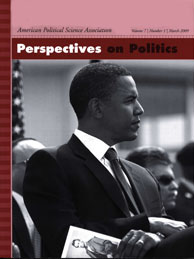 American Political Science Association
Volume 7 | Number 1 | March 2009
Perspectives on Politics